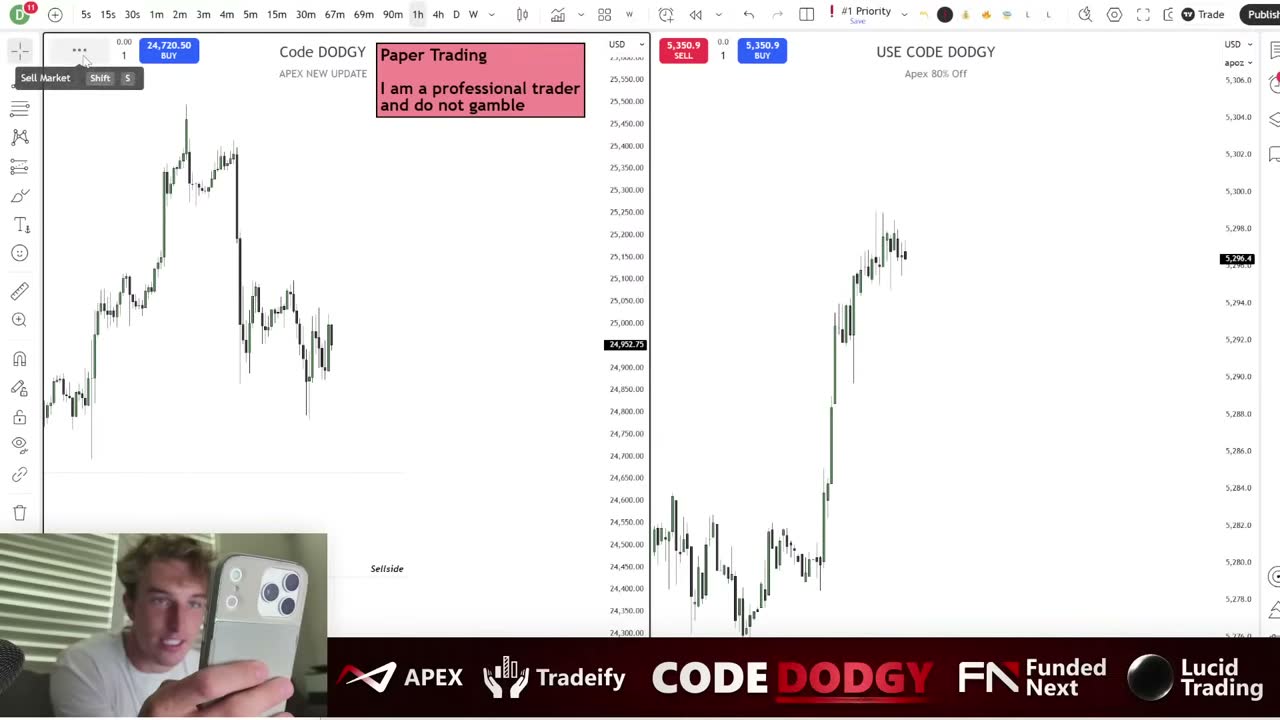 11
5s 15s 30s 1m 2m 3m 4m 5m 15m 30m 67m 69m 90m 1h 4h D W
#1 Priority
Save
Trade
Publish
0.00
1
24,720.50
BUY
Sell Market Shift S
Code DODGY
APEX NEW UPDATE
Paper Trading
I am a professional trader
and do not gamble
USD
25,550.00
25,500.00
25,450.00
25,400.00
25,350.00
25,300.00
25,250.00
25,200.00
25,150.00
25,100.00
25,050.00
25,000.00
24,952.75
24,900.00
24,850.00
24,800.00
24,750.00
24,700.00
24,650.00
24,600.00
24,550.00
24,500.00
24,450.00
24,400.00
24,350.00
24,300.00
Sellside
5,350.9
SELL
0.0
1
5,350.9
BUY
USE CODE DODGY
Apex 80% Off
USD
apoz
5,306.0
5,304.0
5,302.0
5,300.0
5,298.0
5,296.4
5,294.0
5,292.0
5,290.0
5,288.0
5,286.0
5,284.0
5,282.0
5,280.0
5,278.0
APEX
Tradeify
CODE DODGY
FN Funded
Next
Lucid
Trading